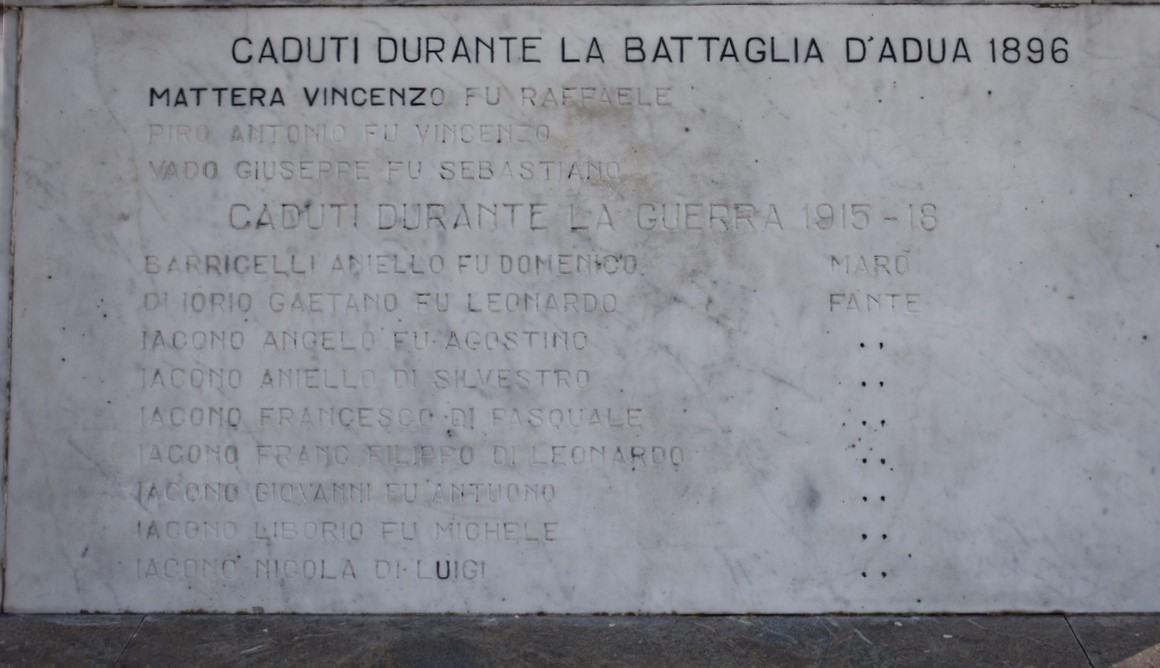 CADUTI DURANTE LA BATTAGLIA D'ADUA 1896
MATTERA VINCENZO FU RAFFAELE
PIRO ANTONIO FU VINCENZO
VADO GIUSEPPE FU SEBASTIANO
CADUTI DURANTE LA GUERRA 1915-18
BARRICELLI ANIELLO FU DOMENICO MARÒ
DI IORIO GAETANO FU LEONARDO FANTE
IACONO ANGELO FU AGOSTINO ,,
IACONO ANIELLO DI SILVESTRO ,,
IACONO FRANCESCO DI PASQUALE ,,
IACONO FRANC FILIPPO DI LEONARDO ,,
IACONO GIOVANNI FU ANTUONO ,,
IACONO LIBORIO FU MICHELE ,,
IACONO NICOLA DI LUIGI ,,